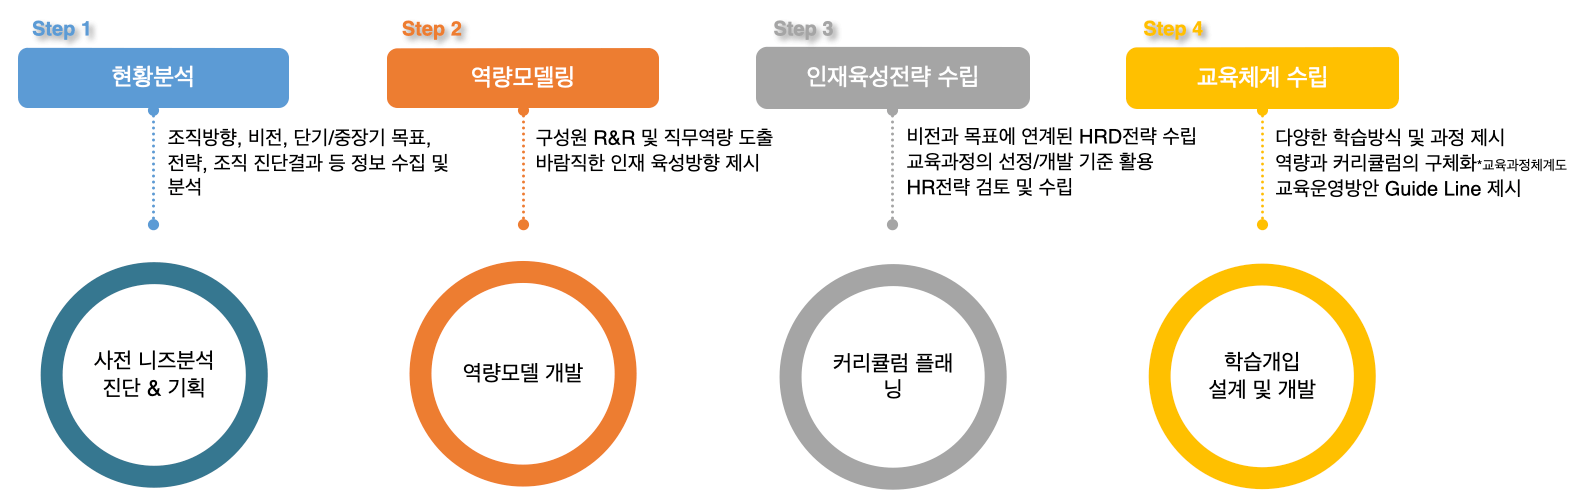 Step 1
현황분석
조직방향, 비전, 단기/중장기 목표,
전략, 조직 진단결과 등 정보 수집 및
분석
사전 니즈분석
진단 & 기획
Step 2
역량모델링
구성원 R&R 및 직무역량 도출
바람직한 인재 육성방향 제시
역량모델 개발
Step 3
인재육성전략 수립
비전과 목표에 연계된 HRD전략 수립
교육과정의 선정/개발 기준 활용
HR전략 검토 및 수립
커리큘럼 플래
닝
Step 4
교육체계 수립
다양한 학습방식 및 과정 제시
역량과 커리큘럼의 구체화*교육과정체계도
교육운영방안 Guide Line 제시
학습개입
설계 및 개발